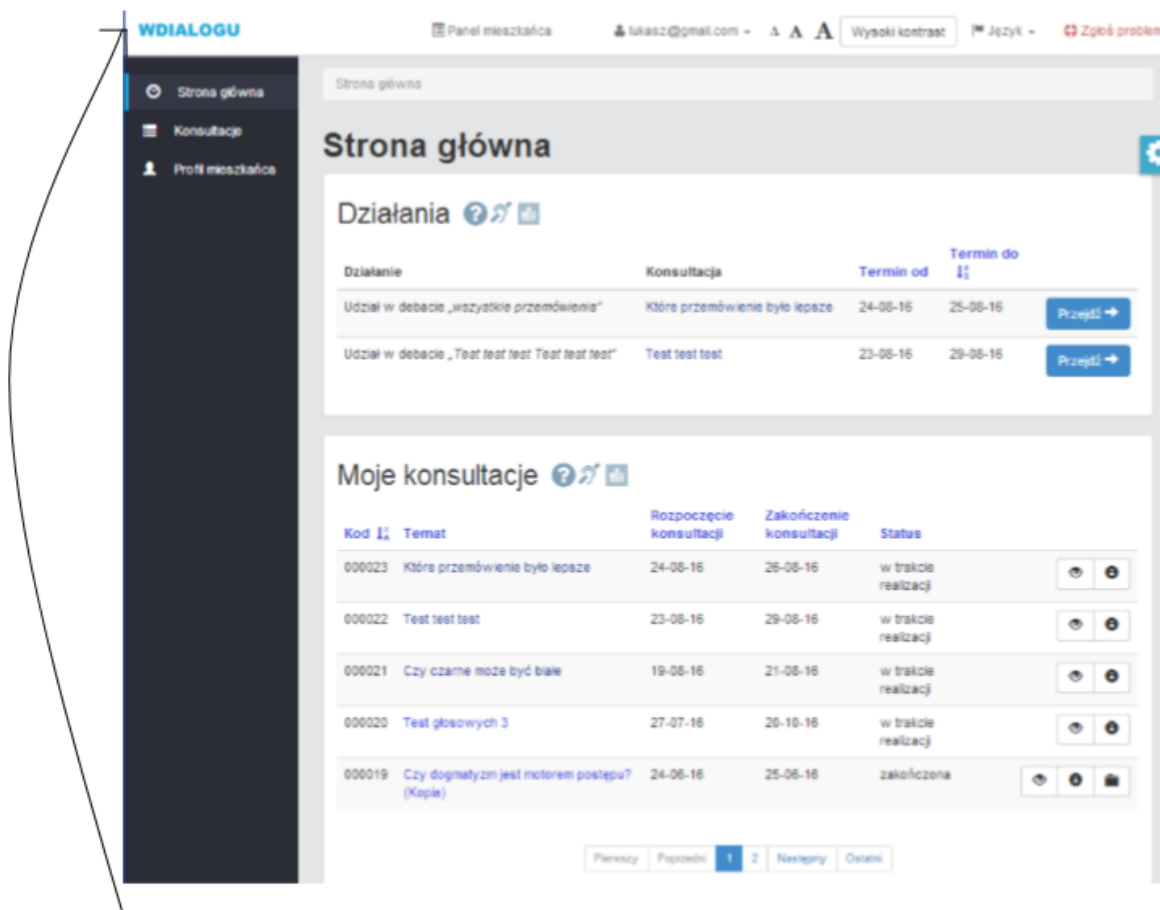 WDIALOGU
Panel mieszkańca
lukasz@gmail.com
A A A
Wysoki kontrast
Język
Zgłoś problem
Strona główna
Konsultacje
Profil mieszkańca
Strona główna
Strona główna
Działania
Działanie Konsultacja Termin od Termin do
Udział w debacie „wszystkie przemówienia” Które przemówienie było lepsze 24-08-16 25-08-16 Przejdź
Udział w debacie „Test test test Test test test” Test test test 23-08-16 29-08-16 Przejdź
Moje konsultacje
Kod Temat Rozpoczęcie konsultacji Zakończenie konsultacji Status
000023 Które przemówienie było lepsze 24-08-16 26-08-16 w trakcie realizacji
000022 Test test test 23-08-16 29-08-16 w trakcie realizacji
000021 Czy czarne może być białe 19-08-16 21-08-16 w trakcie realizacji
000020 Test głosowych 3 27-07-16 20-10-16 w trakcie realizacji
000019 Czy dogmatyzm jest motorem postępu? (Kopia) 24-06-16 25-06-16 zakończona
Pierwszy Poprzedni 1 2 Następny Ostatni